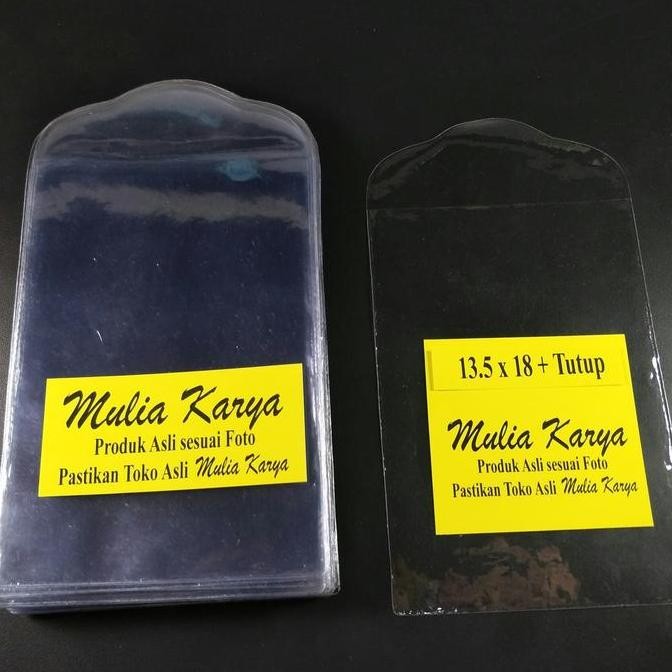 Mulia Karya
Produk Asli sesuai Foto
Pastikan Toko Asli Mulia Karya
13.5 x 18 + Tutup
Mulia Karya
Produk Asli sesuai Foto
Pastikan Toko Asli Mulia Karya